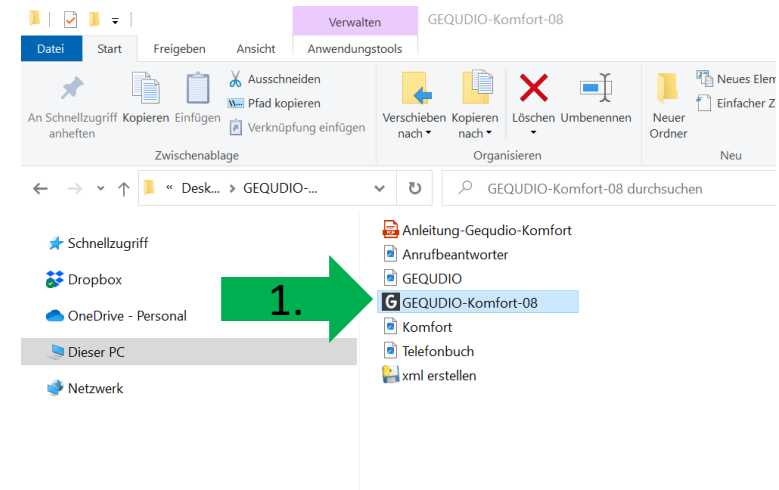 Verwalten GEQUDIO-Komfort-08
Datei Start Freigeben Ansicht Anwendungstools
An Schnellzugriff anheften
Kopieren
Einfügen
Ausschneiden
Pfad kopieren
Verknüpfung einfügen
Zwischenablage
Verschieben nach
Kopieren nach
Löschen
Umbenennen
Organisieren
Neuer Ordner
Neues Elem
Einfacher Z
Neu
« Desk... > GEQUDIO-...
GEQUDIO-Komfort-08 durchsuchen
Schnellzugriff
Dropbox
OneDrive - Personal
Dieser PC
Netzwerk
1.
PDF
Anleitung-Gequdio-Komfort
Anrufbeantworter
GEQUDIO
G
GEQUDIO-Komfort-08
Komfort
Telefonbuch
xml erstellen